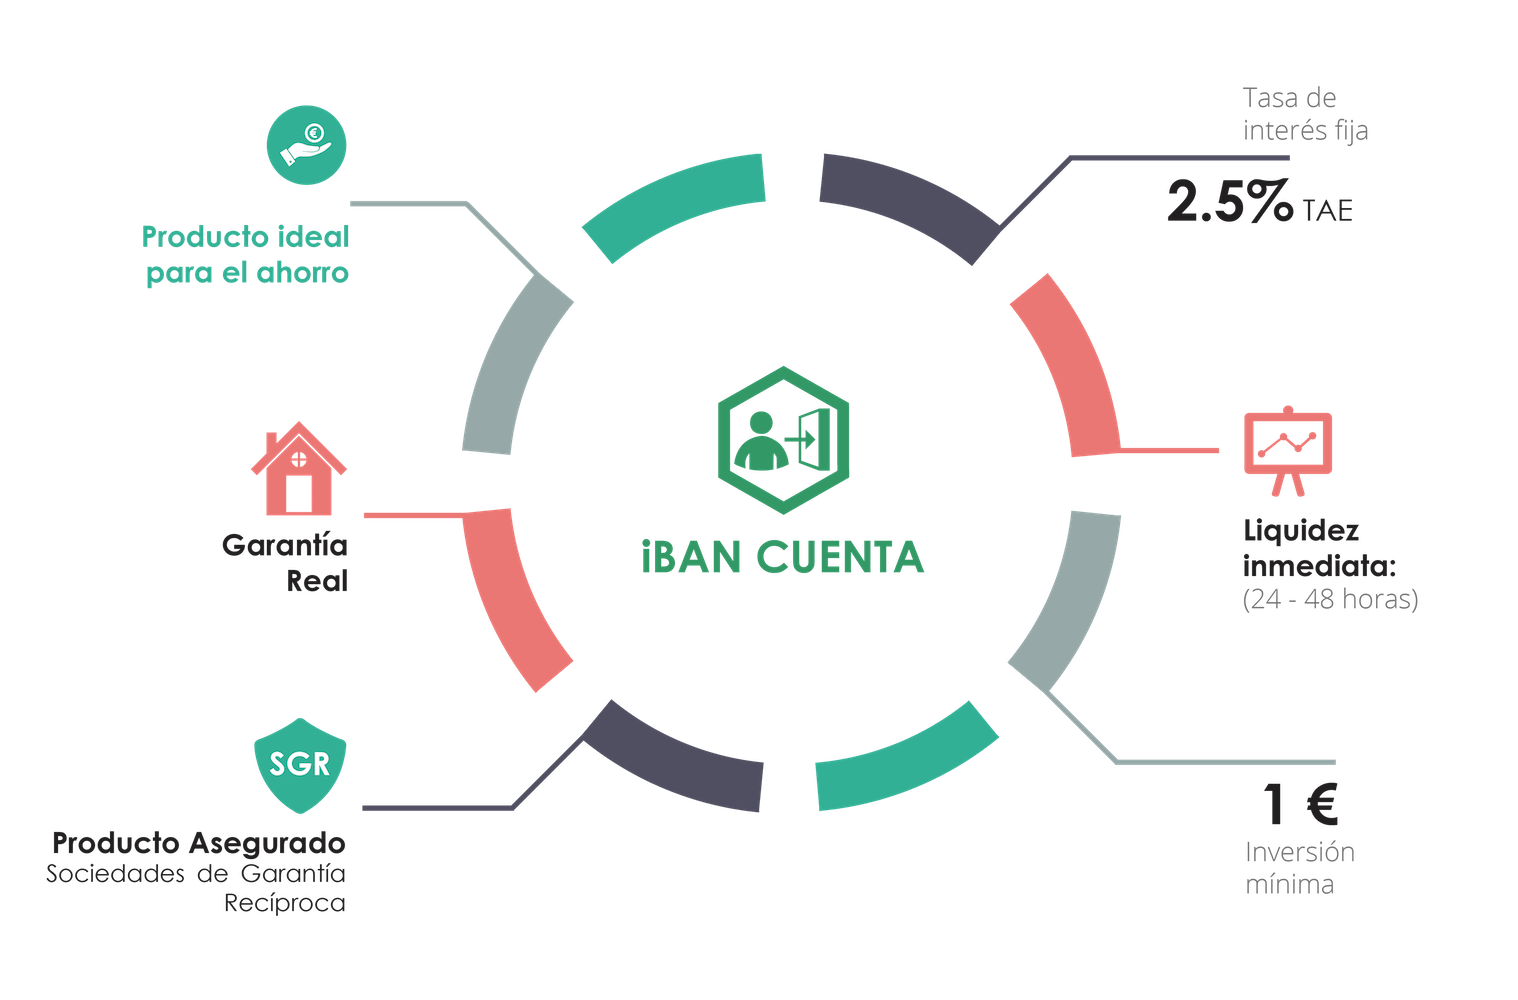 Producto ideal
para el ahorro
Garantía
Real
SGR
Producto Asegurado
Sociedades de Garantía
Recíproca
iBAN CUENTA
Tasa de
interés fija
2.5% TAE
Liquidez
inmediata:
(24 - 48 horas)
1 €
Inversión
mínima